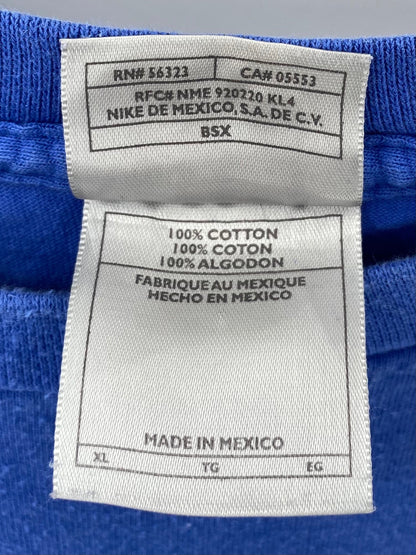 RN# 56323 CA# 05553
RFC# NME 920220 KL4
NIKE DE MEXICO, S.A. DE C.V.
BSX
100% COTTON
100% COTON
100% ALGODON
FABRIQUE AU MEXIQUE
HECHO EN MEXICO
MADE IN MEXICO
XL TG EG